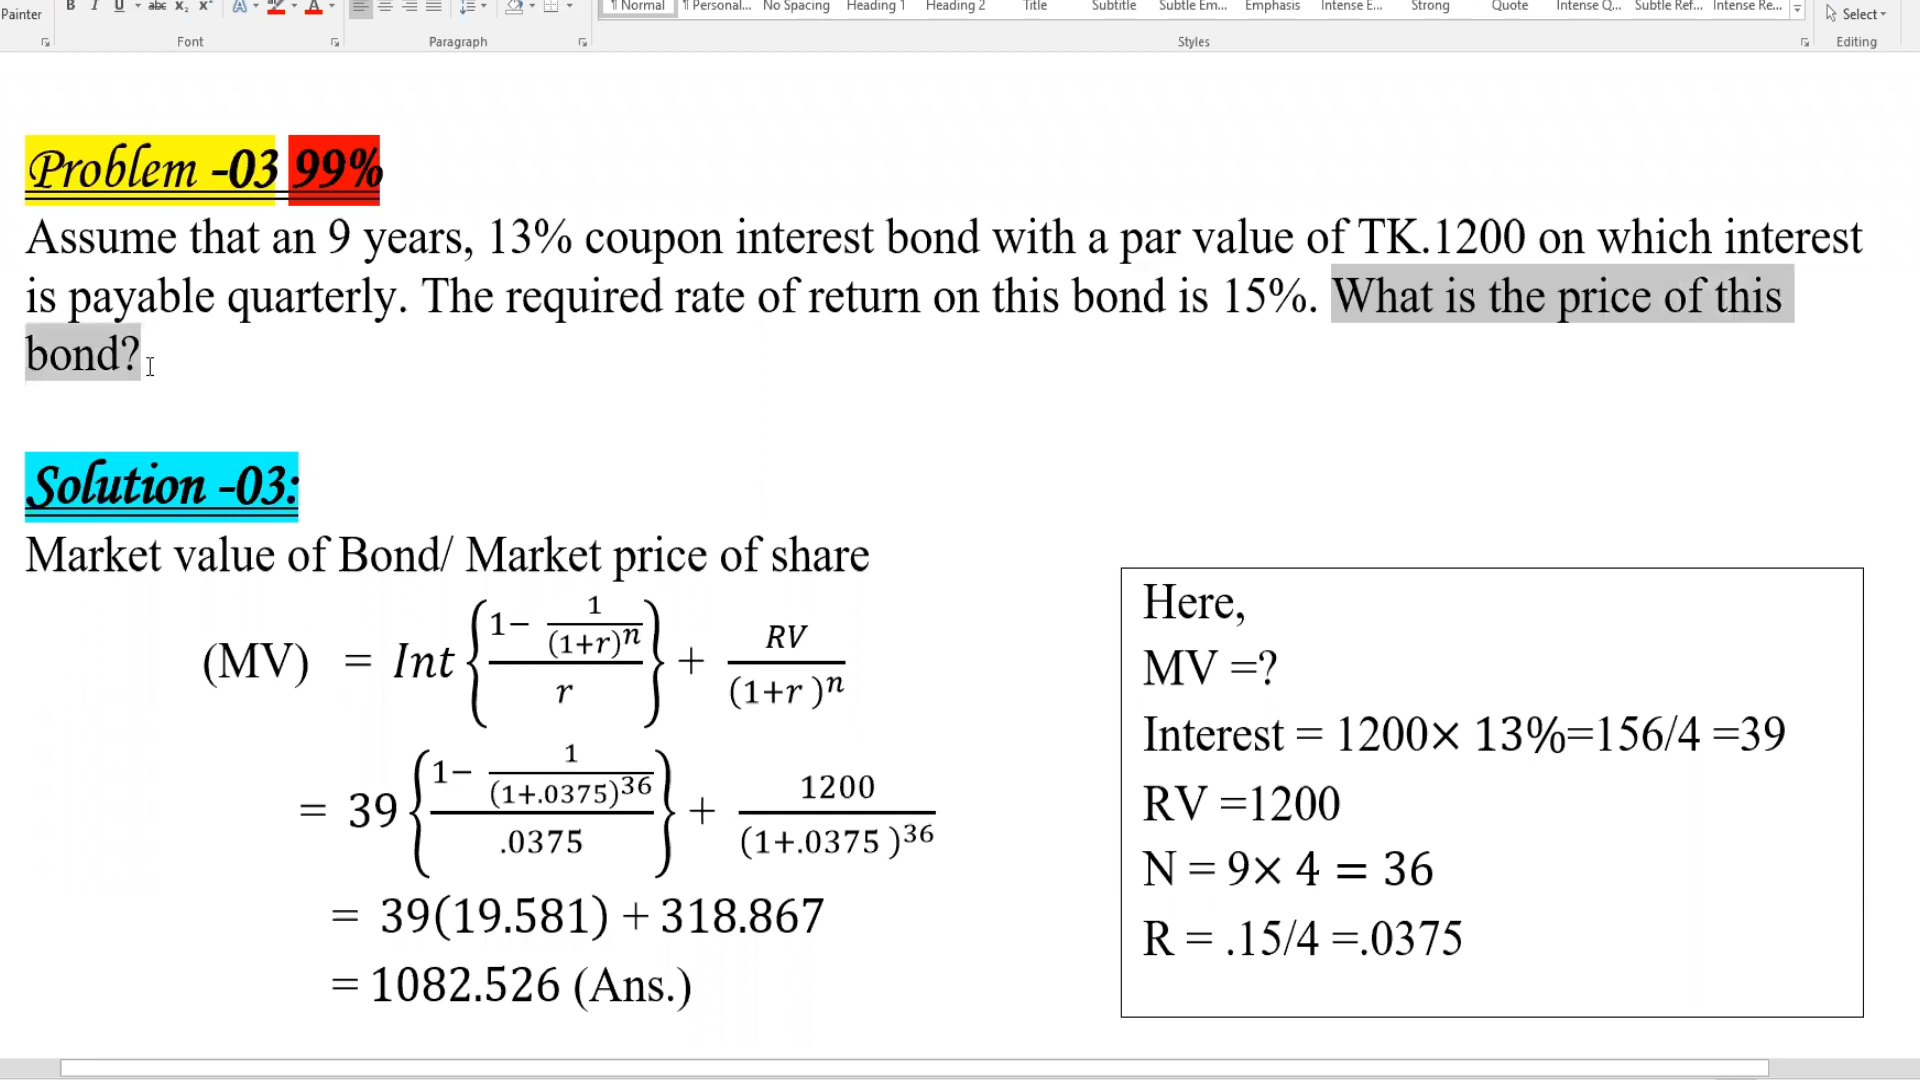 Painter
B I U abc x₂ x² A A
Font Paragraph Styles Editing
¶ Normal ¶ Personal... No Spacing Heading 1 Heading 2 Title Subtitle Subtle Em... Emphasis Intense E... Strong Quote Intense Q... Subtle Ref... Intense Re... Select
Problem -03 99%
Assume that an 9 years, 13% coupon interest bond with a par value of TK.1200 on which interest
is payable quarterly. The required rate of return on this bond is 15%. What is the price of this
bond?
Solution -03:
Market value of Bond/ Market price of share
(MV) = Int {(1− 1/(1+r)^n)/r} + RV/(1+r )^n
= 39 {(1− 1/(1+.0375)^36)/.0375} + 1200/(1+.0375 )^36
= 39(19.581) + 318.867
= 1082.526 (Ans.)
Here,
MV =?
Interest = 1200× 13%=156/4 =39
RV =1200
N = 9× 4 = 36
R = .15/4 =.0375